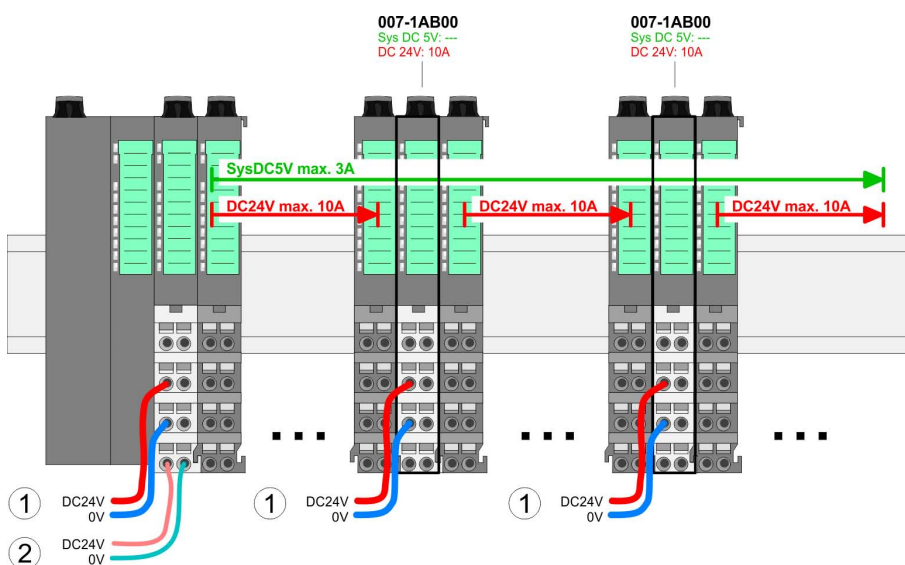 007-1AB00
Sys DC 5V: ---
DC 24V: 10A
007-1AB00
Sys DC 5V: ---
DC 24V: 10A
SysDC5V max. 3A
DC24V max. 10A
DC24V max. 10A
DC24V max. 10A
1 DC24V
0V
2 DC24V
0V
1 DC24V
0V
1 DC24V
0V